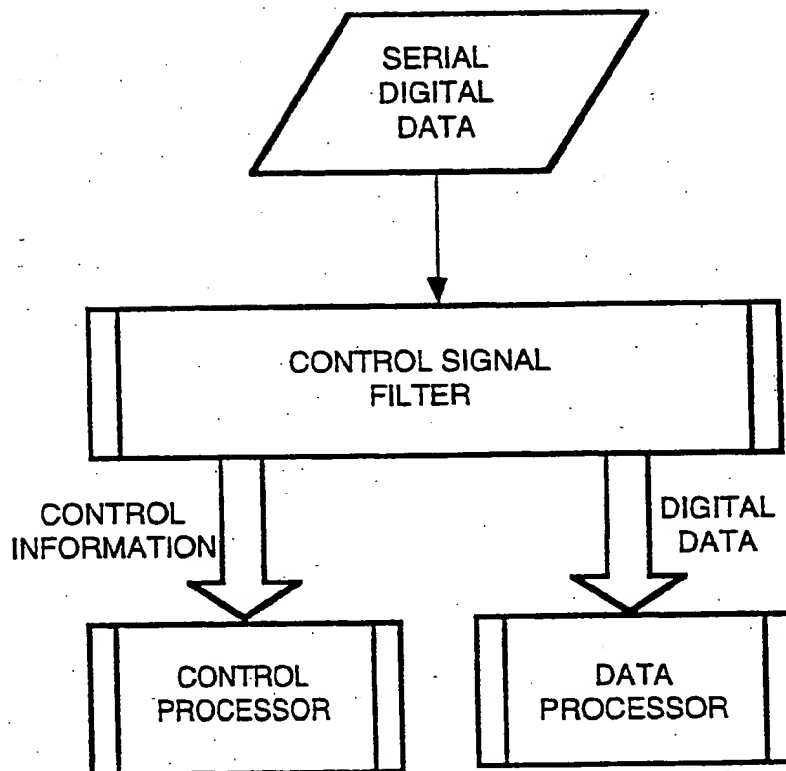 SERIAL
DIGITAL
DATA
CONTROL SIGNAL
FILTER
CONTROL
INFORMATION
DIGITAL
DATA
CONTROL
PROCESSOR
DATA
PROCESSOR